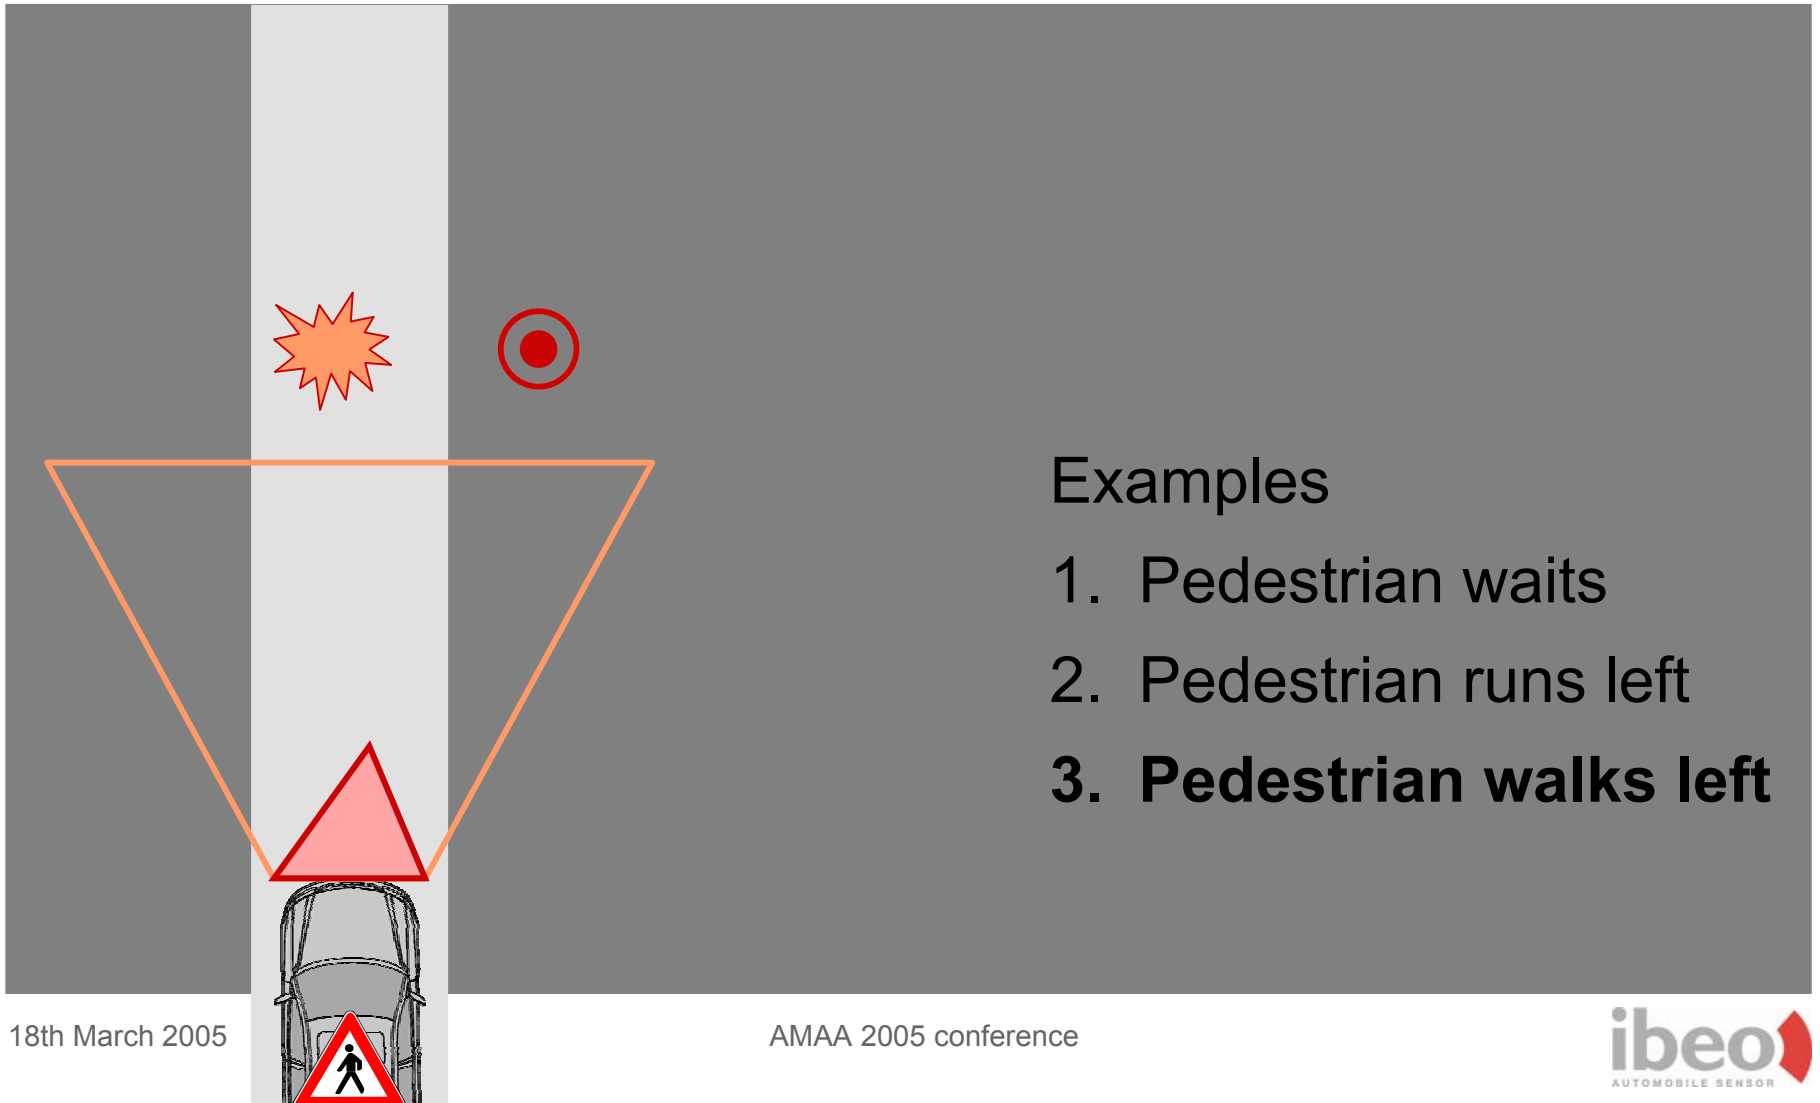 Examples
1. Pedestrian waits
2. Pedestrian runs left
3. Pedestrian walks left
18th March 2005
AMAA 2005 conference
ibeo
AUTOMOBILE SENSOR